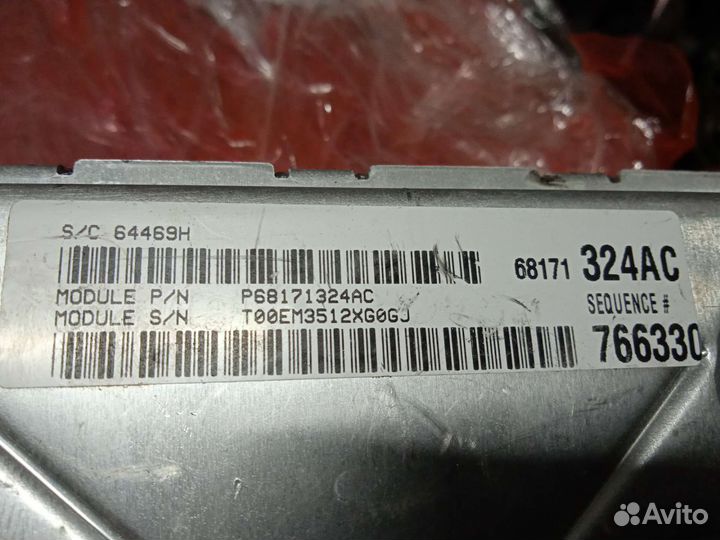 S/C 64469H
68171 324AC
MODULE P/N P68171324AC
MODULE S/N T00EM3512XG0GJ
SEQUENCE #
766330
Avito